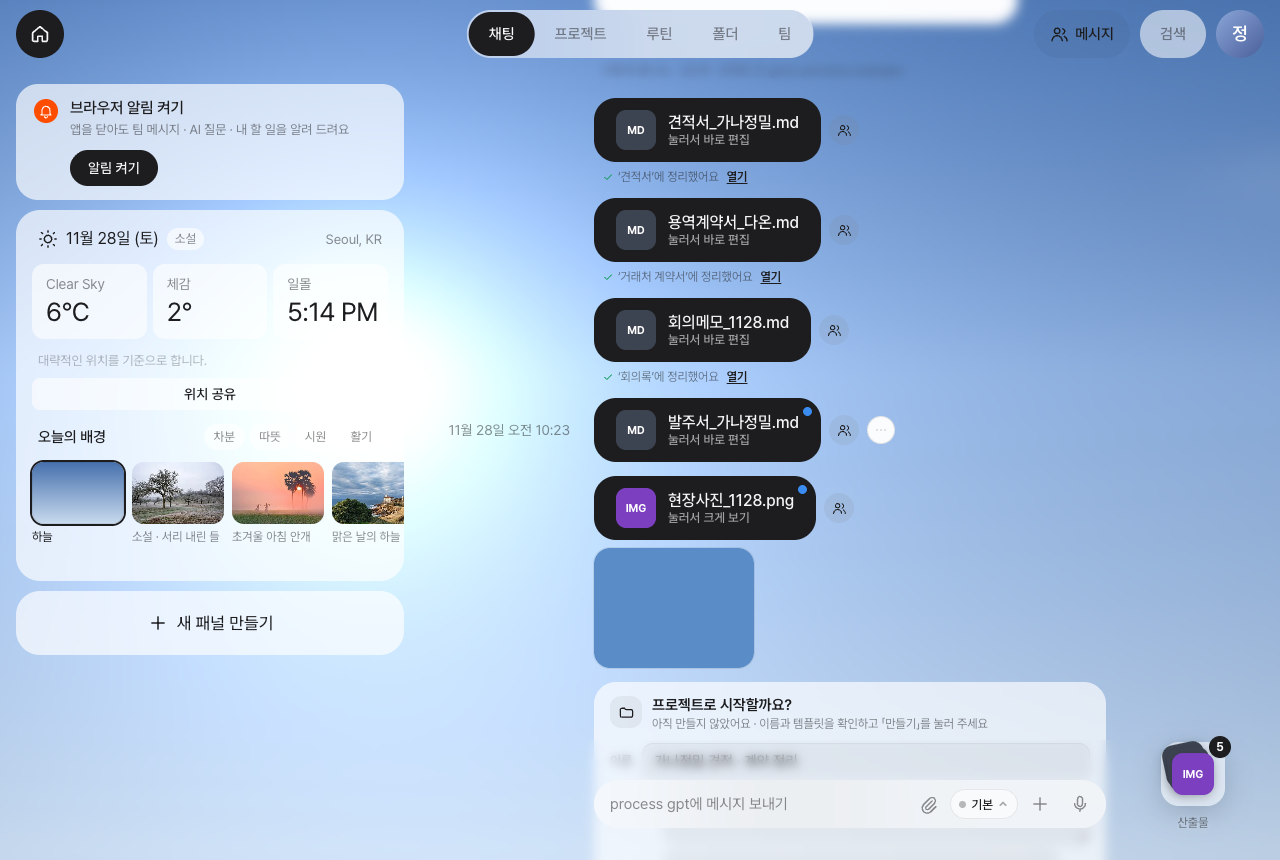 채팅
프로젝트
루틴
폴더
팀
메시지
검색
정
브라우저 알림 켜기
앱을 닫아도 팀 메시지 · AI 질문 · 내 할 일을 알려 드려요
알림 켜기
11월 28일 (토)
소설
Seoul, KR
Clear Sky
6°C
체감
2°
일몰
5:14 PM
대략적인 위치를 기준으로 합니다.
위치 공유
오늘의 배경
차분
따뜻
시원
활기
하늘
소설 · 서리 내린 들
초겨울 아침 안개
맑은 날의 하늘
새 패널 만들기
MD
견적서_가나정밀.md
눌러서 바로 편집
'견적서'에 정리했어요 열기
MD
용역계약서_다온.md
눌러서 바로 편집
'거래처 계약서'에 정리했어요 열기
MD
회의메모_1128.md
눌러서 바로 편집
'회의록'에 정리했어요 열기
11월 28일 오전 10:23
MD
발주서_가나정밀.md
눌러서 바로 편집
IMG
현장사진_1128.png
눌러서 크게 보기
프로젝트로 시작할까요?
아직 만들지 않았어요 · 이름과 템플릿을 확인하고 「만들기」를 눌러 주세요
process gpt에 메시지 보내기
기본
5
IMG
산출물